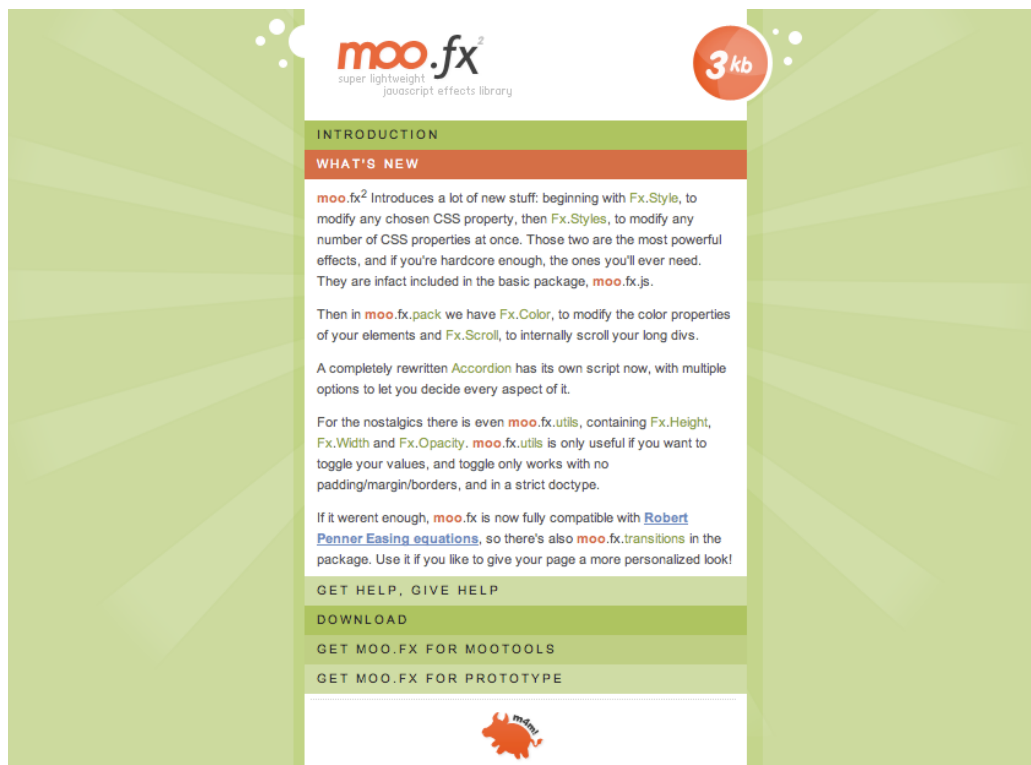 moo.fx2
super lightweight
javascript effects library
3kb
INTRODUCTION
WHAT'S NEW
moo.fx2 Introduces a lot of new stuff: beginning with Fx.Style, to
modify any chosen CSS property, then Fx.Styles, to modify any
number of CSS properties at once. Those two are the most powerful
effects, and if you're hardcore enough, the ones you'll ever need.
They are infact included in the basic package, moo.fx.js.
Then in moo.fx.pack we have Fx.Color, to modify the color properties
of your elements and Fx.Scroll, to internally scroll your long divs.
A completely rewritten Accordion has its own script now, with multiple
options to let you decide every aspect of it.
For the nostalgics there is even moo.fx.utils, containing Fx.Height,
Fx.Width and Fx.Opacity. moo.fx.utils is only useful if you want to
toggle your values, and toggle only works with no
padding/margin/borders, and in a strict doctype.
If it werent enough, moo.fx is now fully compatible with Robert
Penner Easing equations, so there's also moo.fx.transitions in the
package. Use it if you like to give your page a more personalized look!
GET HELP, GIVE HELP
DOWNLOAD
GET MOO.FX FOR MOOTOOLS
GET MOO.FX FOR PROTOTYPE
m4m!